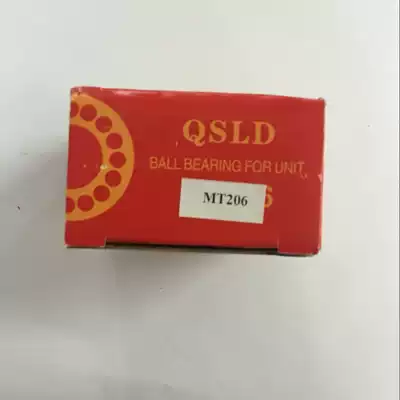 QSLD
BALL BEARING FOR UNIT
MT206